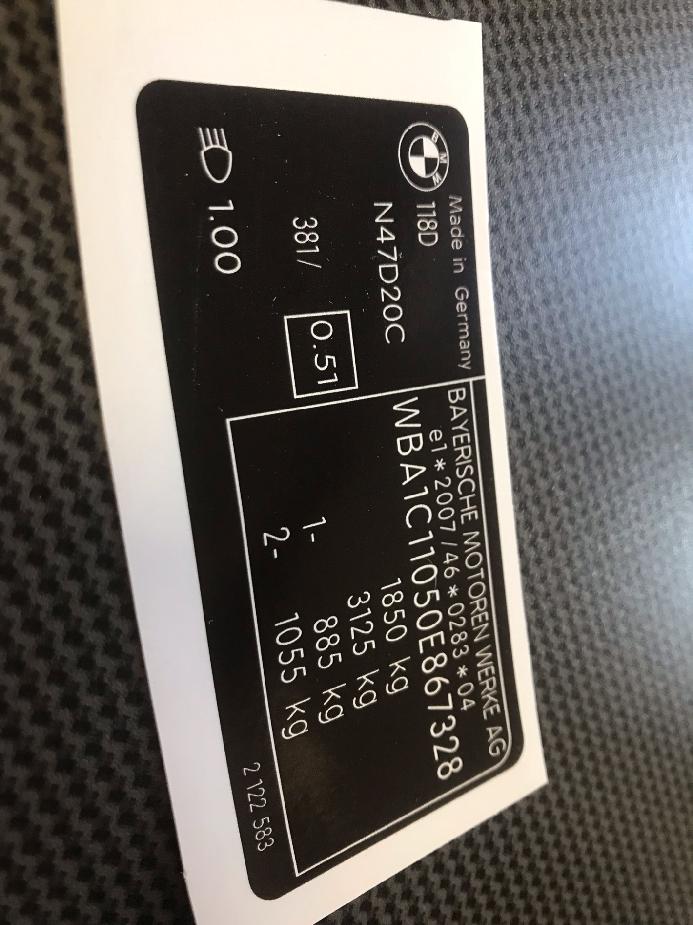 BMW
Made in Germany
BAYERISCHE MOTOREN WERKE AG
118D
e1*2007/46*0283*04
N47D20C
WBA1C11050E867328
1850 kg
3125 kg
381/ 0.51
1- 885 kg
2- 1055 kg
1.00
2 122 583